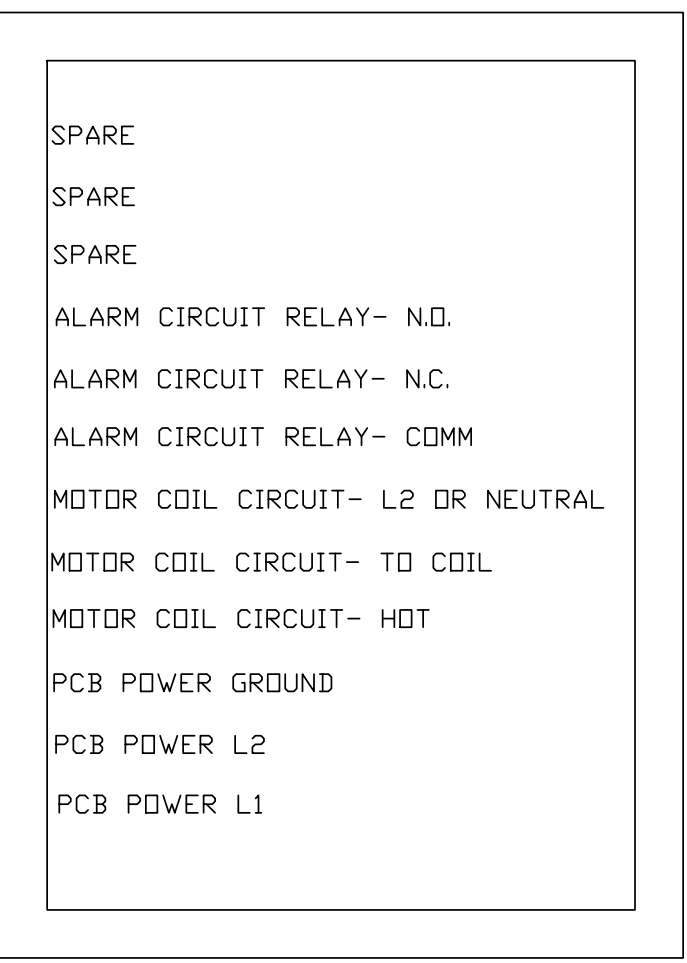 SPARE
SPARE
SPARE
ALARM CIRCUIT RELAY- N.O.
ALARM CIRCUIT RELAY- N.C.
ALARM CIRCUIT RELAY- COMM
MOTOR COIL CIRCUIT- L2 OR NEUTRAL
MOTOR COIL CIRCUIT- TO COIL
MOTOR COIL CIRCUIT- HOT
PCB POWER GROUND
PCB POWER L2
PCB POWER L1